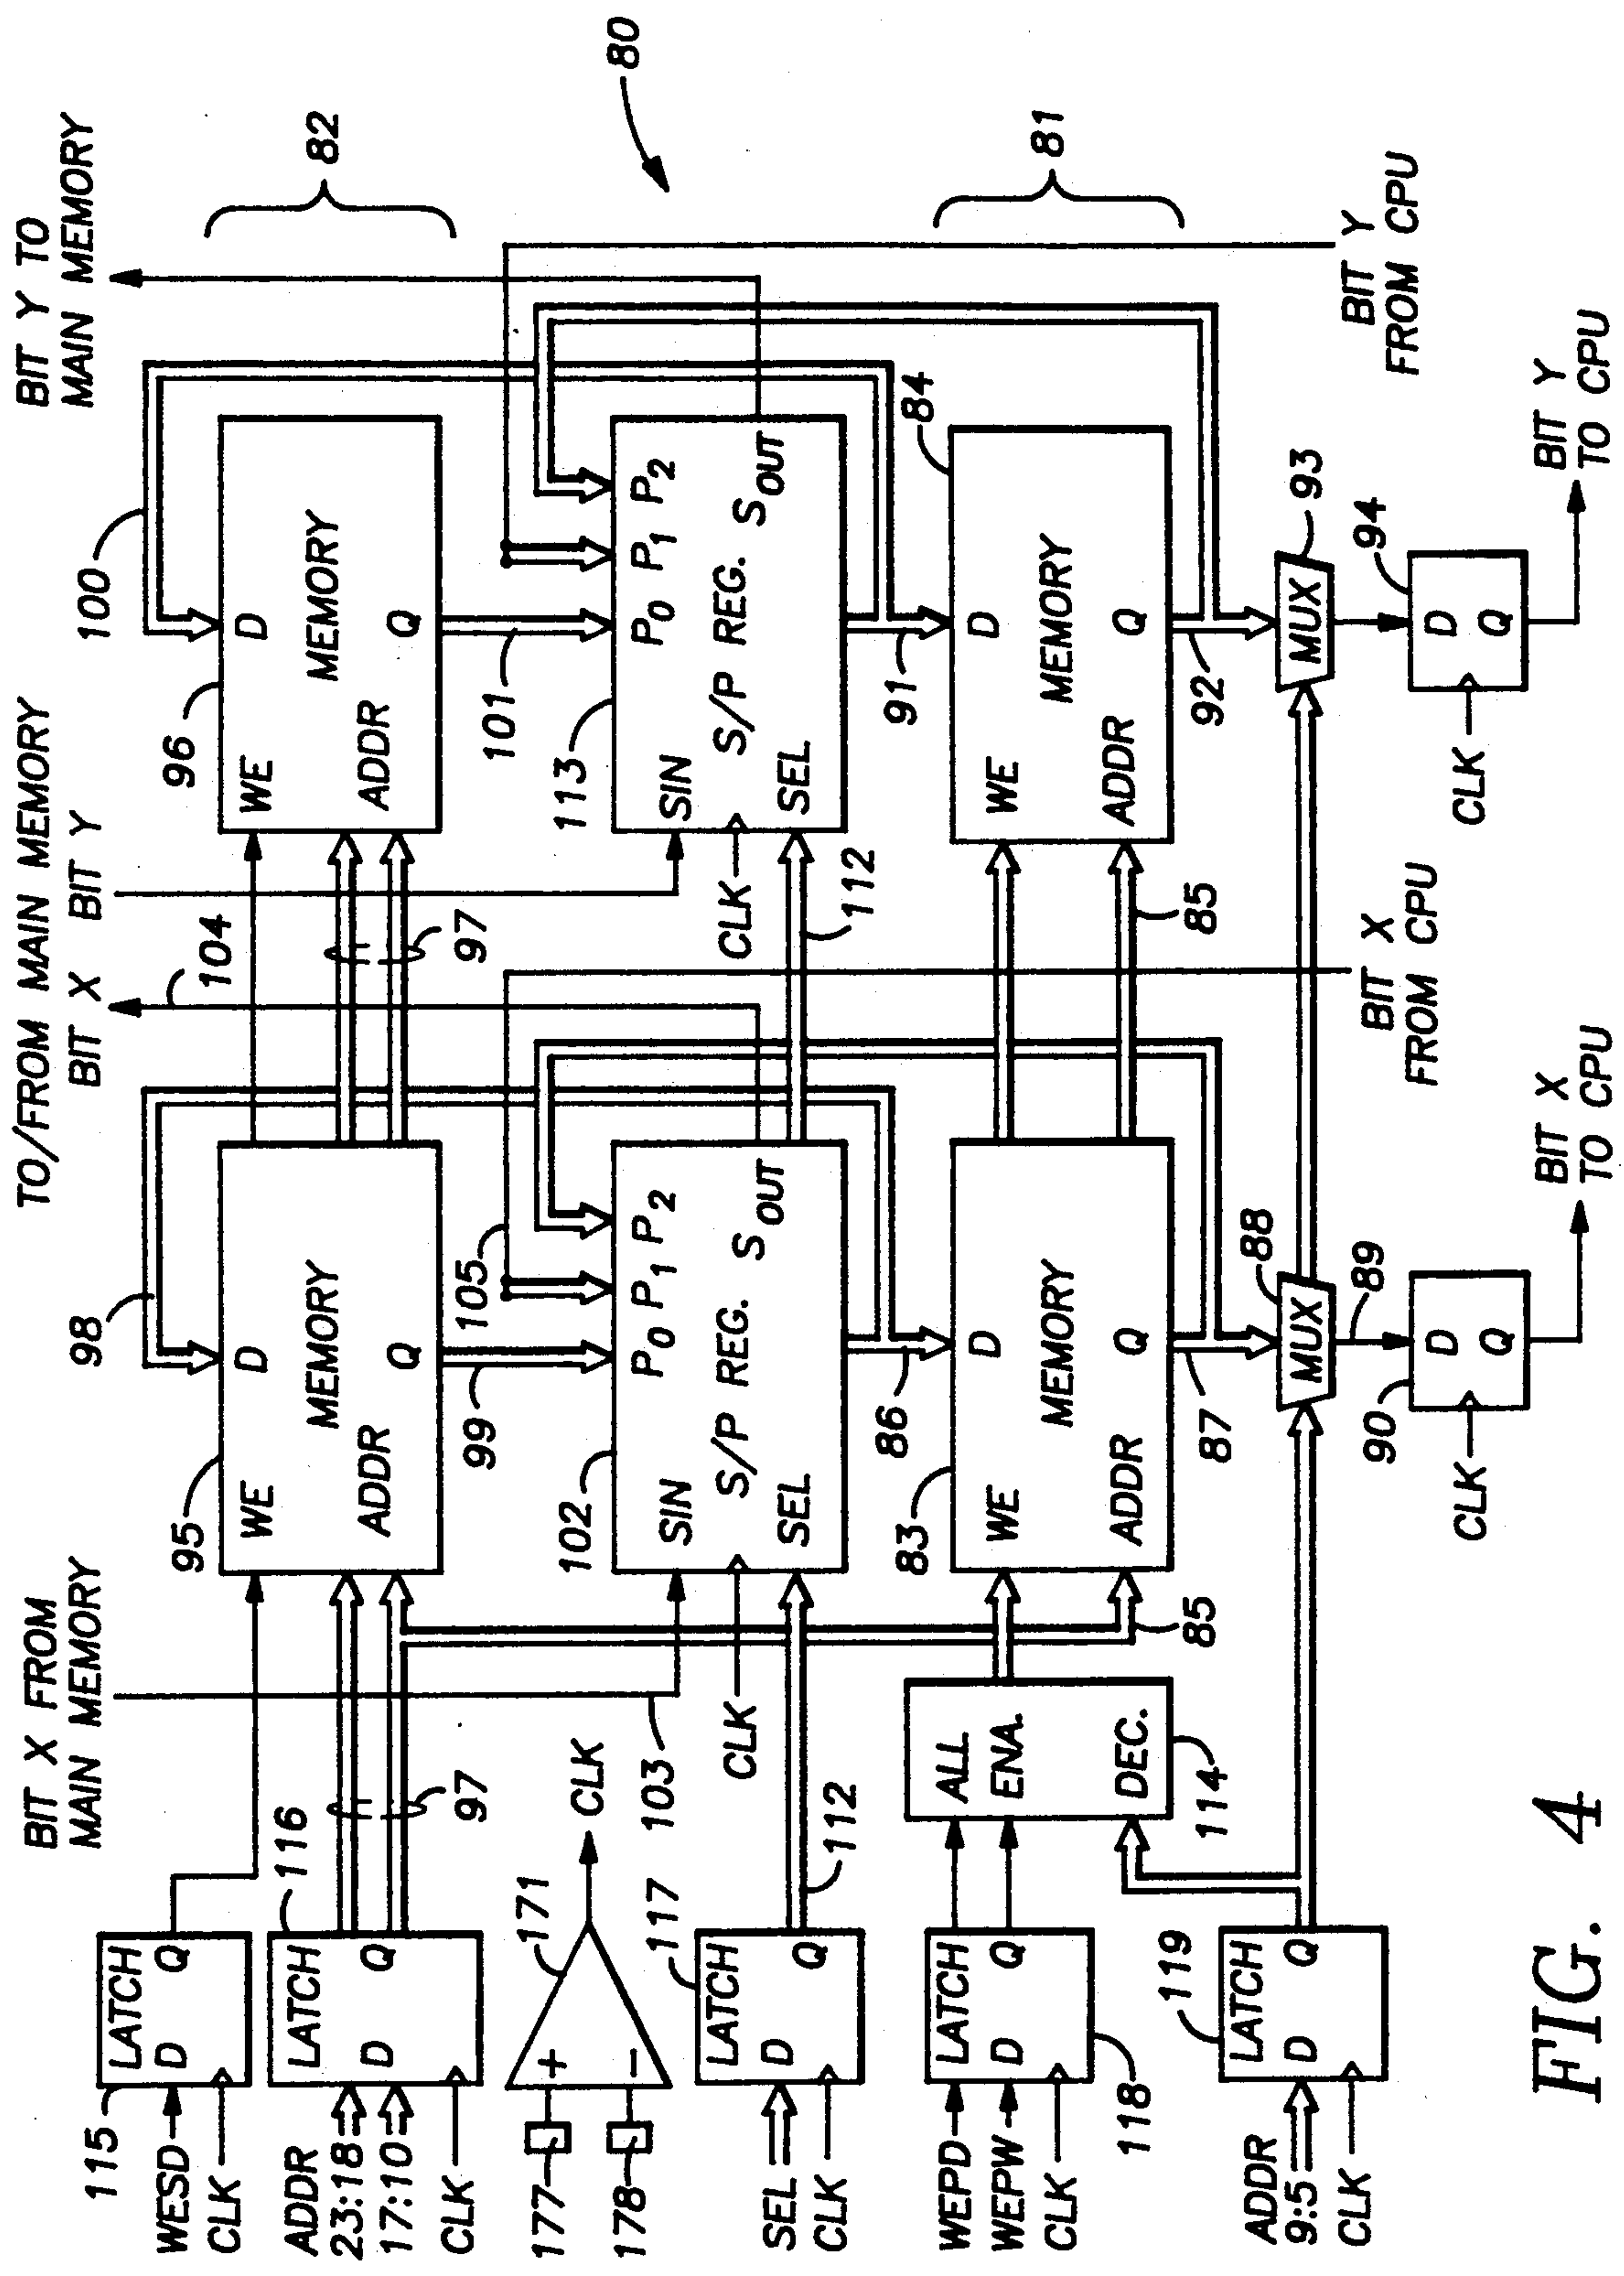 BIT X FROM
MAIN MEMORY
TO/FROM MAIN MEMORY
BIT X BIT Y
BIT Y TO
MAIN MEMORY
104
98
100
82
80
115
LATCH
D Q
WESD
CLK
95
WE
D
MEMORY
ADDR
Q
96
WE
D
MEMORY
ADDR
Q
116
LATCH
D Q
ADDR
23:18
17:10
CLK
97
97
99
105
101
171
+
−
CLK
177
178
103
102
SIN
P0 P1 P2
S/P REG.
SOUT
SEL
CLK
113
SIN
P0 P1 P2
S/P REG.
SOUT
SEL
CLK
117
LATCH
D Q
SEL
CLK
112
112
86
91
81
118
LATCH
D Q
WEPD
WEPW
CLK
ALL
ENA.
DEC.
114
83
WE
D
MEMORY
ADDR
Q
84
WE
D
MEMORY
ADDR
Q
85
85
87
92
119
LATCH
D Q
ADDR
9:5
CLK
MUX
88
89
MUX
93
BIT X
FROM CPU
BIT Y
FROM CPU
90
D
Q
CLK
94
D
Q
CLK
BIT X
TO CPU
BIT Y
TO CPU
FIG. 4